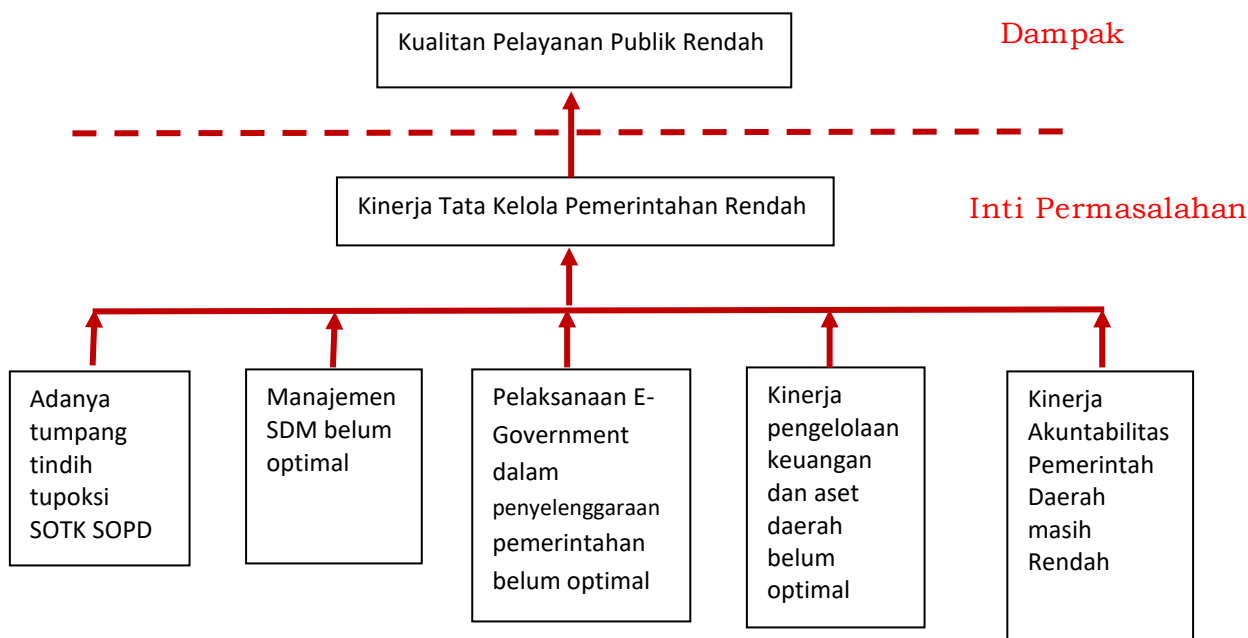 Kualitan Pelayanan Publik Rendah
Dampak
Kinerja Tata Kelola Pemerintahan Rendah
Inti Permasalahan
Adanya
tumpang
tindih
tupoksi
SOTK SOPD
Manajemen
SDM belum
optimal
Pelaksanaan E-
Government
dalam
penyelenggaraan
pemerintahan
belum optimal
Kinerja
pengelolaan
keuangan
dan aset
daerah
belum
optimal
Kinerja
Akuntabilitas
Pemerintah
Daerah
masih
Rendah